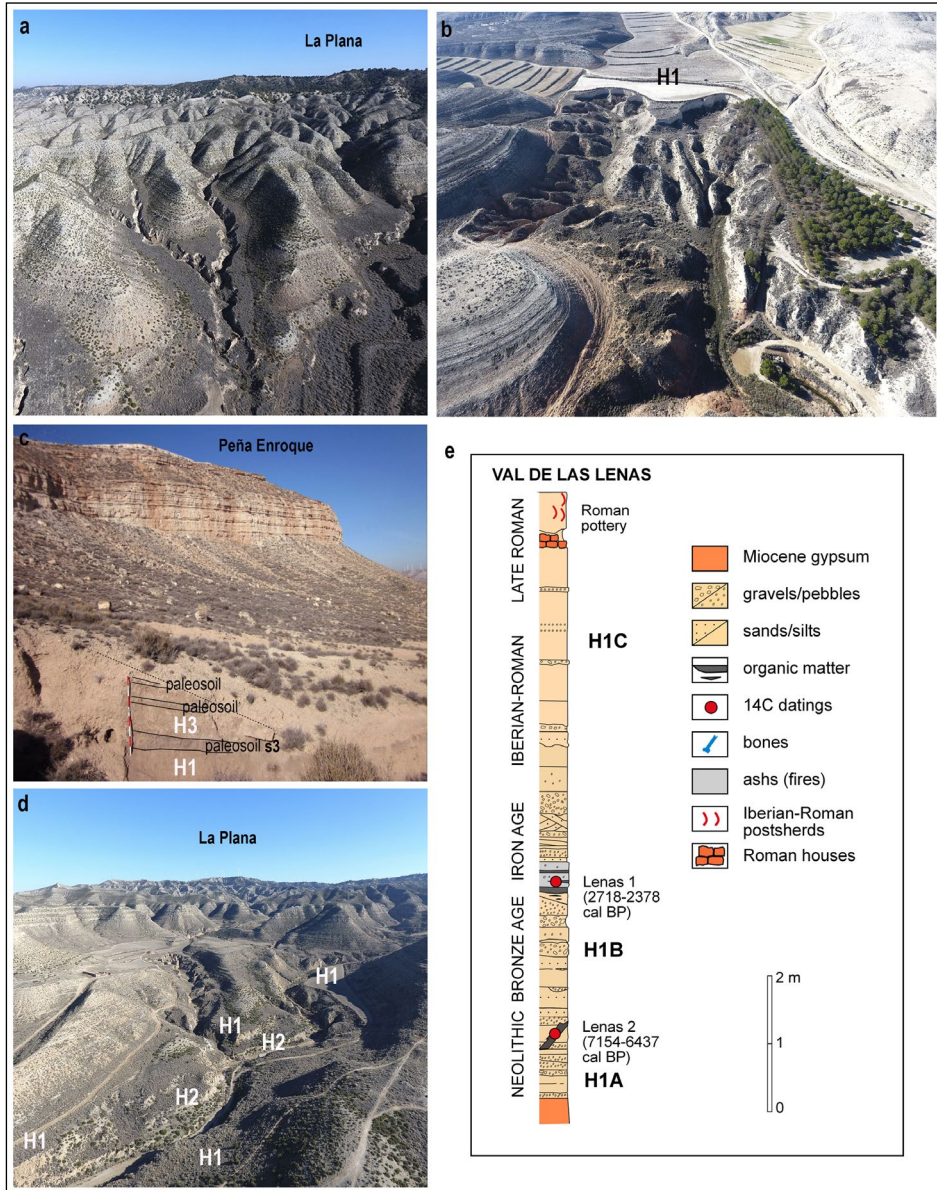 a
La Plana
b
H1
c
Peña Enroque
paleosoil
paleosoil
H3
paleosoil s3
H1
d
La Plana
H1
H1
H2
H2
H1
H1
e
VAL DE LAS LENAS
LATE ROMAN
IBERIAN-ROMAN
IRON AGE
BRONZE AGE
NEOLITHIC
Roman
pottery
H1C
Lenas 1
(2718-2378
cal BP)
H1B
Lenas 2
(7154-6437
cal BP)
H1A
Miocene gypsum
gravels/pebbles
sands/silts
organic matter
14C datings
bones
ashs (fires)
Iberian-Roman
postsherds
Roman houses
2 m
1
0